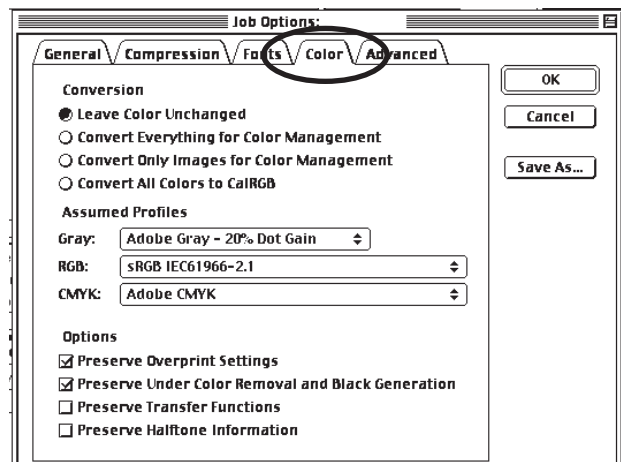 Job Options:
General Compression Fonts Color Advanced
Conversion
Leave Color Unchanged
Convert Everything for Color Management
Convert Only Images for Color Management
Convert All Colors to CalRGB
Assumed Profiles
Gray: Adobe Gray - 20% Dot Gain
RGB: sRGB IEC61966-2.1
CMYK: Adobe CMYK
Options
Preserve Overprint Settings
Preserve Under Color Removal and Black Generation
Preserve Transfer Functions
Preserve Halftone Information
OK
Cancel
Save As...